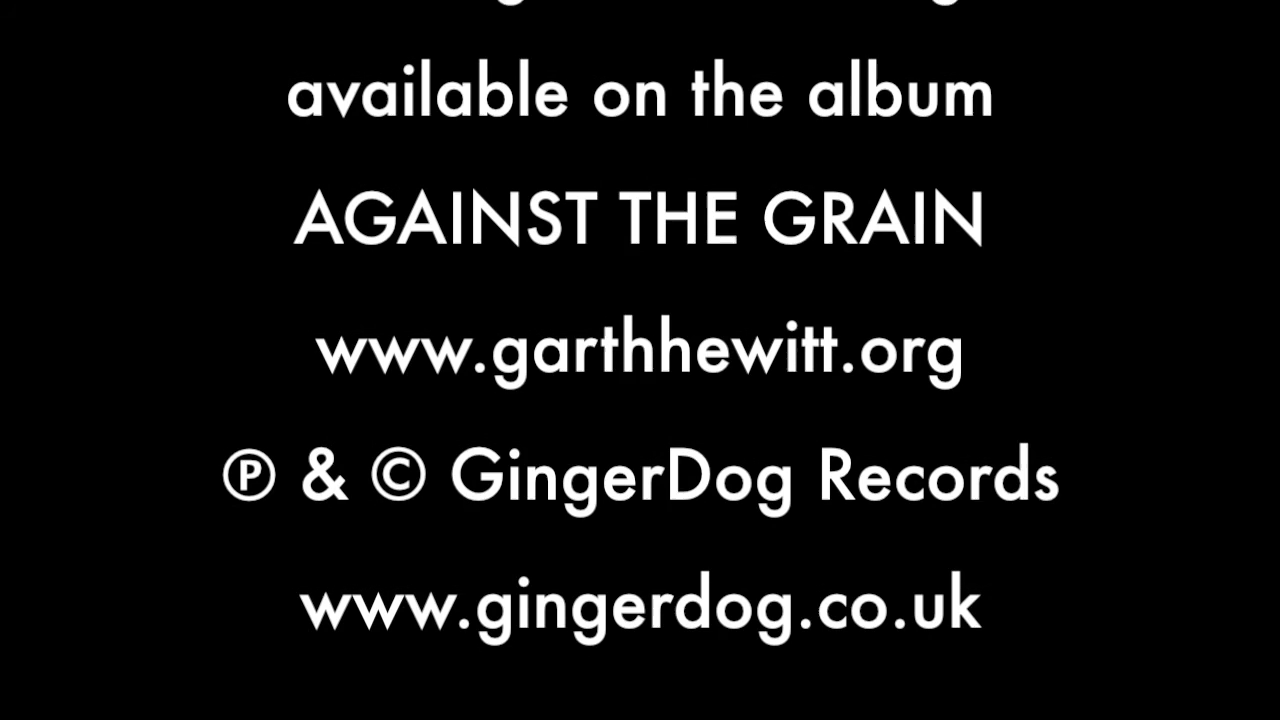 available on the album
AGAINST THE GRAIN
www.garthhewitt.org
℗ & © GingerDog Records
www.gingerdog.co.uk